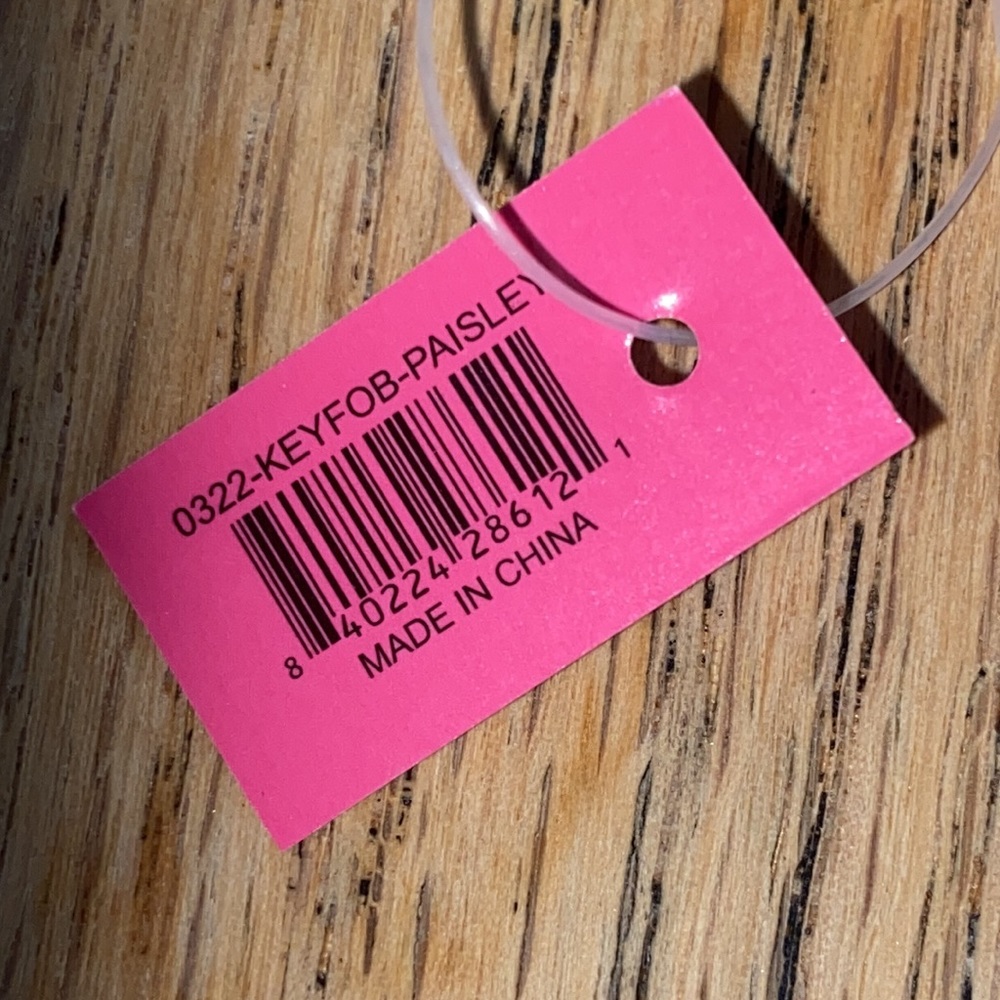 0322-KEYFOB-PAISLEY
8 40224 28612 1
MADE IN CHINA